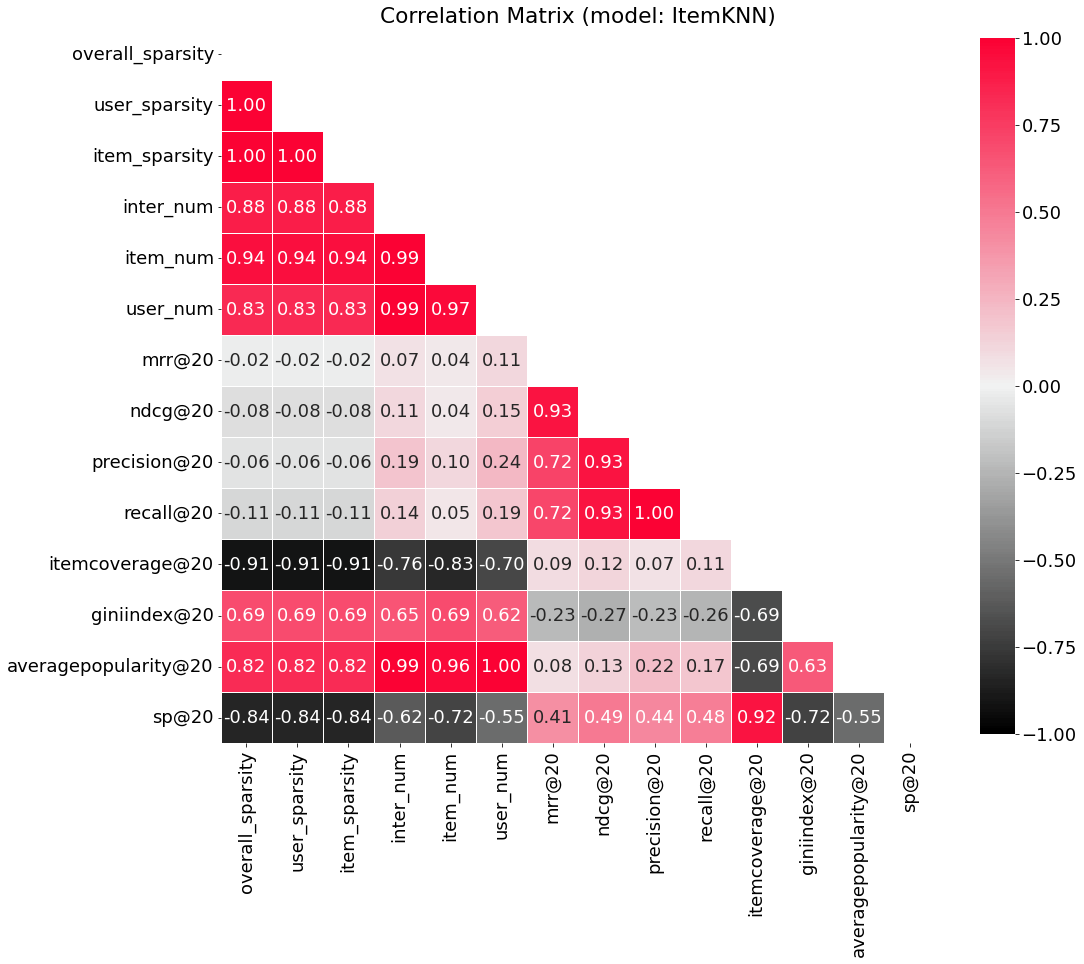 Correlation Matrix (model: ItemKNN)
overall_sparsity
user_sparsity 1.00
item_sparsity 1.00 1.00
inter_num 0.88 0.88 0.88
item_num 0.94 0.94 0.94 0.99
user_num 0.83 0.83 0.83 0.99 0.97
mrr@20 -0.02 -0.02 -0.02 0.07 0.04 0.11
ndcg@20 -0.08 -0.08 -0.08 0.11 0.04 0.15 0.93
precision@20 -0.06 -0.06 -0.06 0.19 0.10 0.24 0.72 0.93
recall@20 -0.11 -0.11 -0.11 0.14 0.05 0.19 0.72 0.93 1.00
itemcoverage@20 -0.91 -0.91 -0.91 -0.76 -0.83 -0.70 0.09 0.12 0.07 0.11
giniindex@20 0.69 0.69 0.69 0.65 0.69 0.62 -0.23 -0.27 -0.23 -0.26 -0.69
averagepopularity@20 0.82 0.82 0.82 0.99 0.96 1.00 0.08 0.13 0.22 0.17 -0.69 0.63
sp@20 -0.84 -0.84 -0.84 -0.62 -0.72 -0.55 0.41 0.49 0.44 0.48 0.92 -0.72 -0.55
overall_sparsity
user_sparsity
item_sparsity
inter_num
item_num
user_num
mrr@20
ndcg@20
precision@20
recall@20
itemcoverage@20
giniindex@20
averagepopularity@20
sp@20
1.00
0.75
0.50
0.25
0.00
−0.25
−0.50
−0.75
−1.00